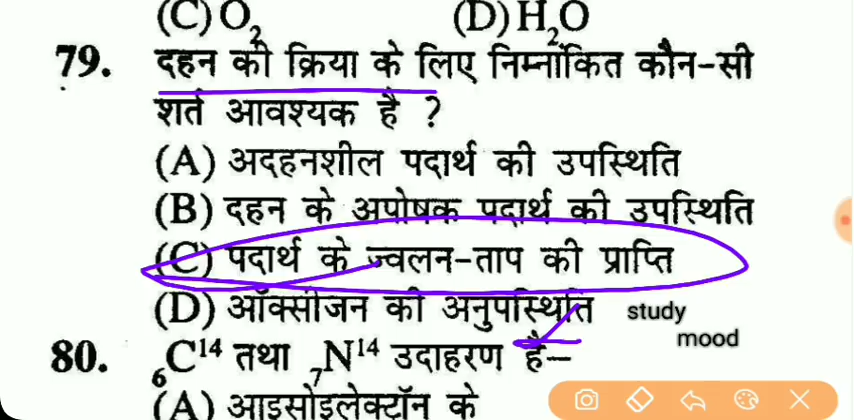 (C) O₂ (D) H₂O
79. दहन की क्रिया के लिए निम्नांकित कौन-सी
शर्त आवश्यक है ?
(A) अदहनशील पदार्थ की उपस्थिति
(B) दहन के अपोषक पदार्थ की उपस्थिति
(C) पदार्थ के ज्वलन-ताप की प्राप्ति
(D) ऑक्सीजन की अनुपस्थिति
study
mood
80. ₆C¹⁴ तथा ₇N¹⁴ उदाहरण है–
(A) आइसोइलेक्ट्रॉन के